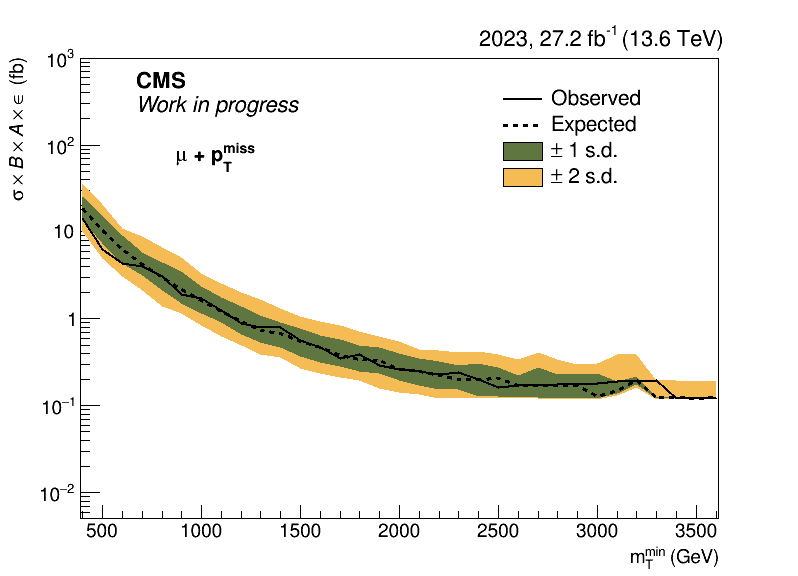 2023, 27.2 fb⁻¹ (13.6 TeV)
σ × B × A × ∈ (fb)
CMS
Work in progress
μ + p_T^miss
Observed
Expected
± 1 s.d.
± 2 s.d.
10³
10²
10
1
10⁻¹
10⁻²
500 1000 1500 2000 2500 3000 3500
m_T^min (GeV)